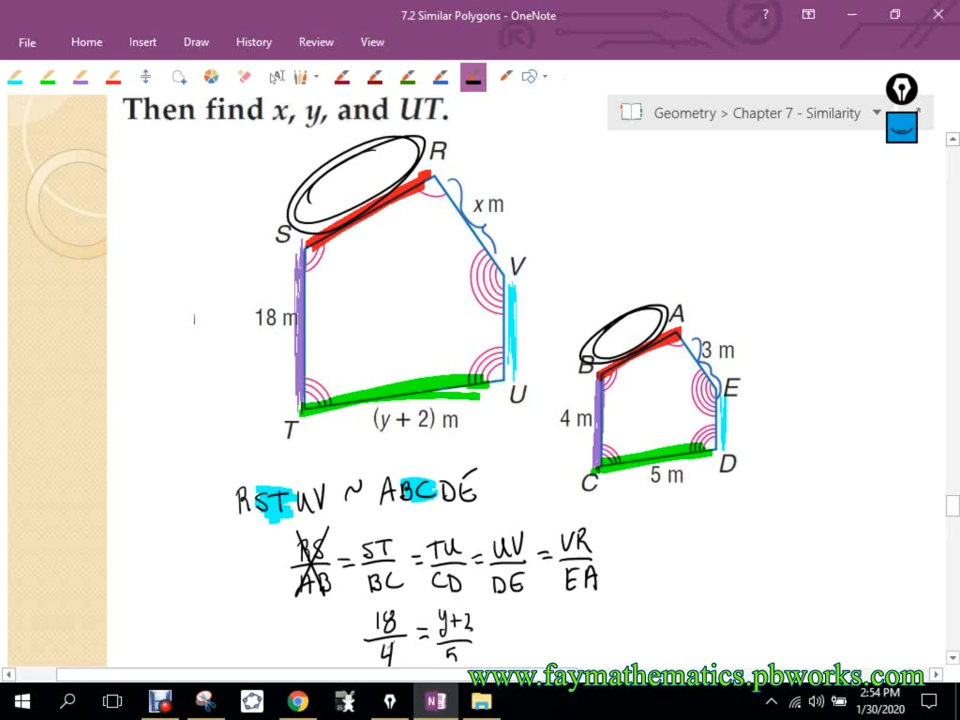 7.2 Similar Polygons - OneNote
?
File Home Insert Draw History Review View
Then find x, y, and UT.
Geometry > Chapter 7 - Similarity
R
x m
S
V
18 m
A
3 m
B
E
U
T
(y + 2) m
4 m
D
C
5 m
RSTUV ~ ABCDE
RS/AB = ST/BC = TU/CD = UV/DE = VR/EA
18/4 = y+2/5
www.faymathematics.pbworks.com
2:54 PM
1/30/2020